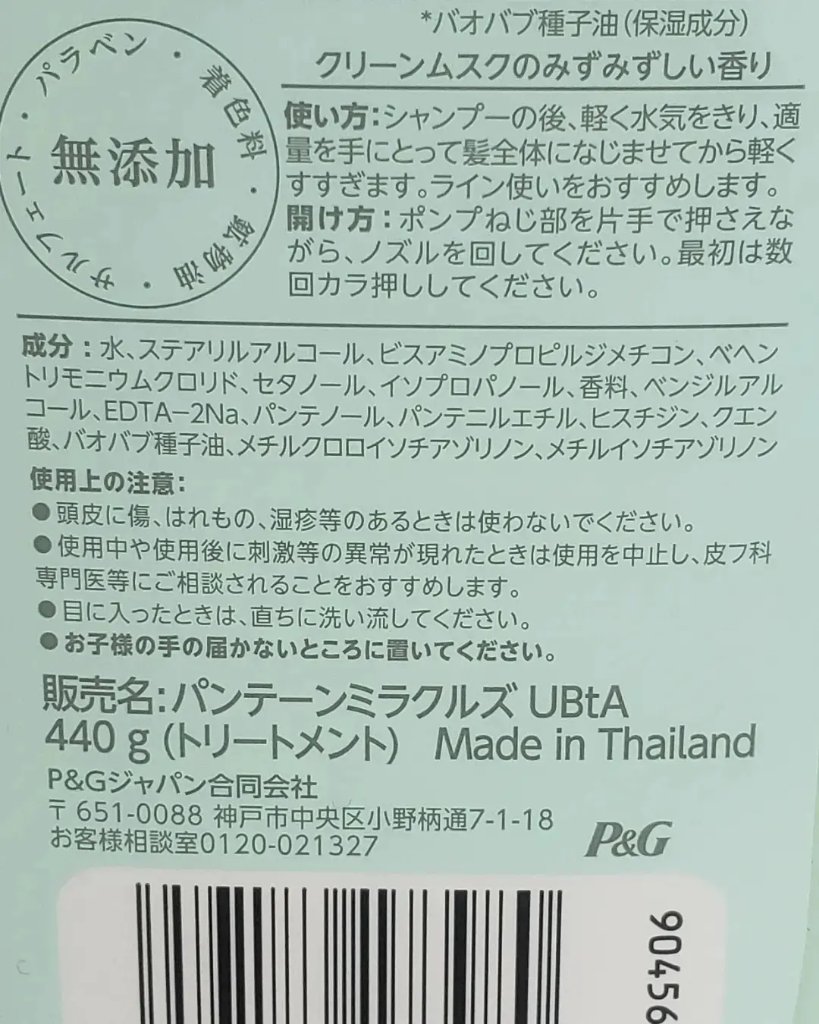 *バオバブ種子油(保湿成分)
クリーンムスクのみずみずしい香り
サルフェート・パラベン・着色料・鉱物油・
無添加
使い方:シャンプーの後、軽く水気をきり、適
量を手にとって髪全体になじませてから軽く
すすぎます。ライン使いをおすすめします。
開け方:ポンプねじ部を片手で押さえな
がら、ノズルを回してください。最初は数
回カラ押ししてください。
成分:水、ステアリルアルコール、ビスアミノプロピルジメチコン、ベヘン
トリモニウムクロリド、セタノール、イソプロパノール、香料、ベンジルアル
コール、EDTA−2Na、パンテノール、パンテニルエチル、ヒスチジン、クエン
酸、バオバブ種子油、メチルクロロイソチアゾリノン、メチルイソチアゾリノン
使用上の注意:
●頭皮に傷、はれもの、湿疹等のあるときは使わないでください。
●使用中や使用後に刺激等の異常が現れたときは使用を中止し、皮フ科
専門医等にご相談されることをおすすめします。
●目に入ったときは、直ちに洗い流してください。
●お子様の手の届かないところに置いてください。
販売名:パンテーンミラクルズ UBtA
440 g (トリートメント) Made in Thailand
P&Gジャパン合同会社
〒651-0088 神戸市中央区小野柄通7-1-18
お客様相談室0120-021327
P&G
90456